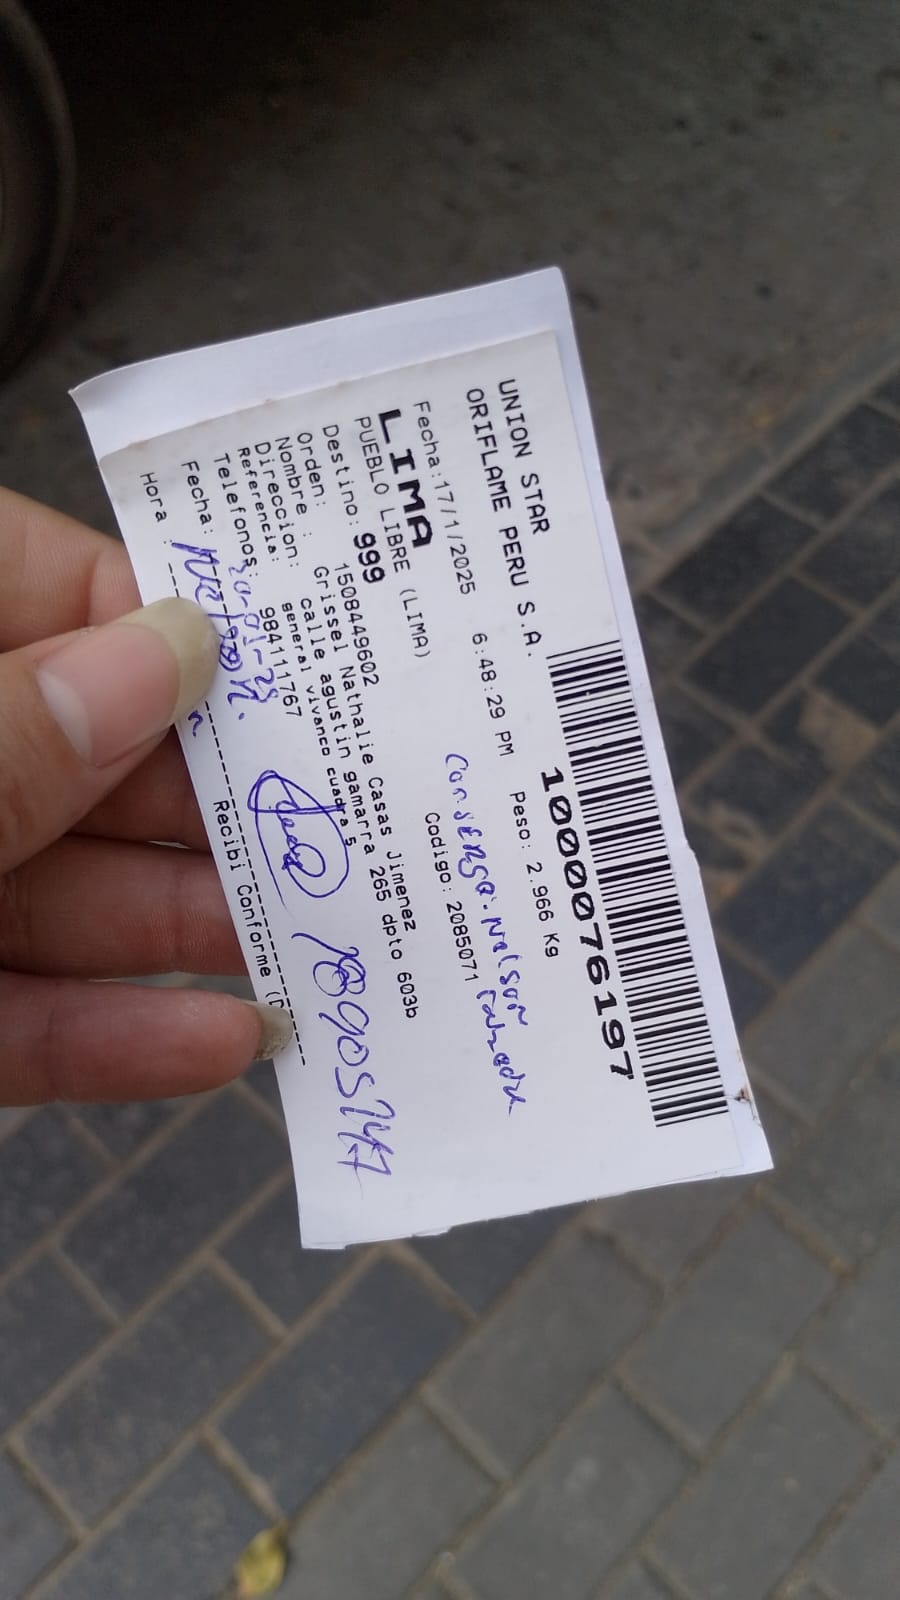 UNION STAR
ORIFLAME PERU S.A.
1000076197
Fecha:17/1/2025 6:48:29 PM Peso: 2.966 Kg
LIMA
PUEBLO LIBRE (LIMA) Codigo: 2085071
Destino: 999
Orden: 1508449602
Nombre : Grissel Nathalie Casas Jimenez
Direccion: calle agustin gamarra 265 dpto 603b
Referencia: general vivanco cuadra 5
Telefonos: 984111767
Fecha:
Hora :
Recibi Conforme